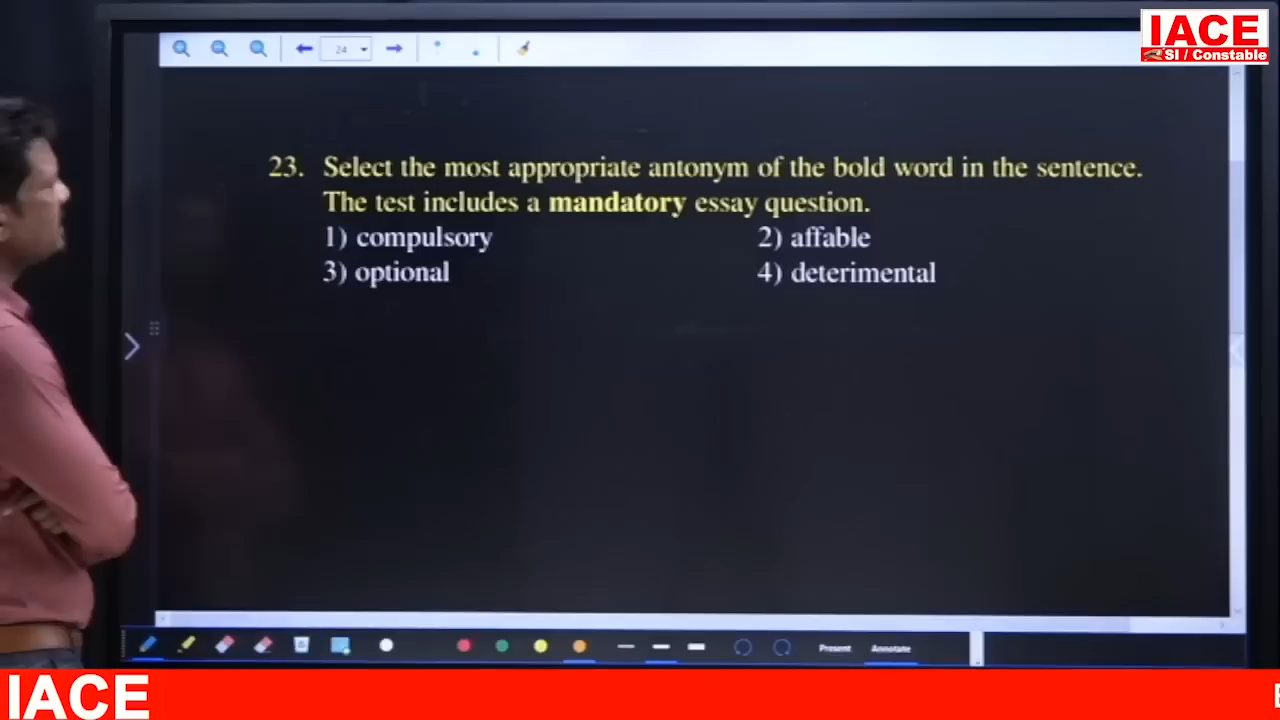 IACE
SI / Constable
24
23. Select the most appropriate antonym of the bold word in the sentence.
The test includes a mandatory essay question.
1) compulsory 2) affable
3) optional 4) deterimental
Present Annotate
IACE